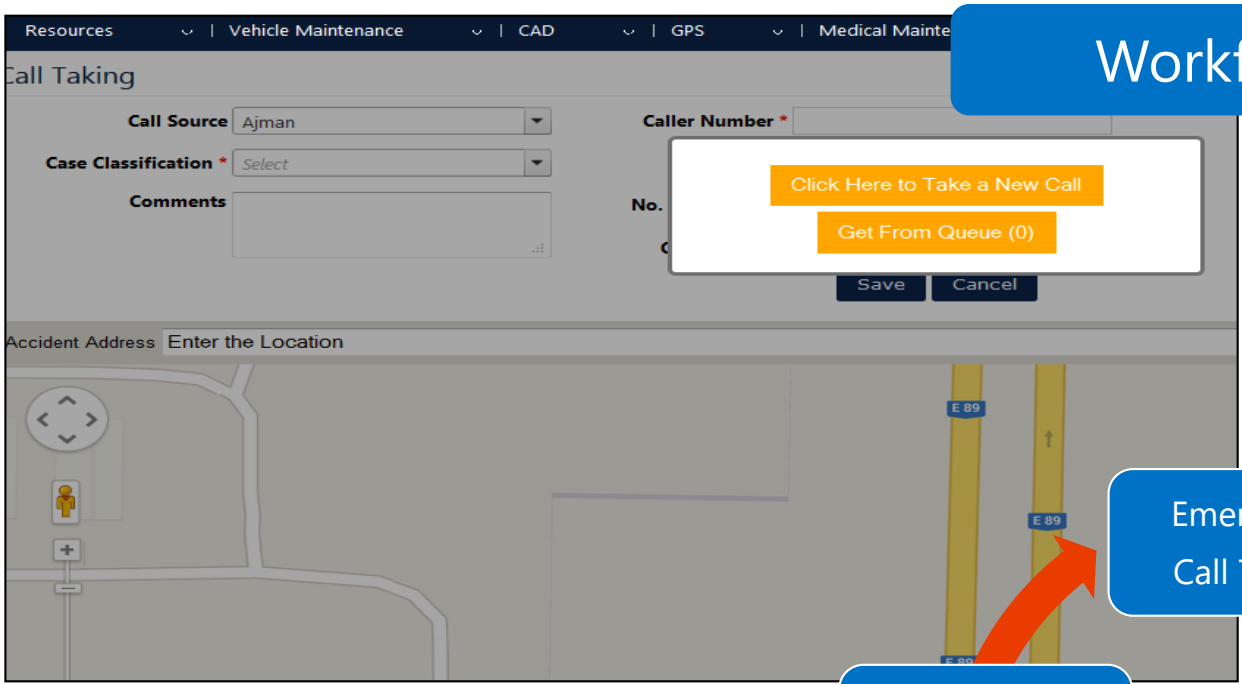 Resources | Vehicle Maintenance | CAD | GPS | Medical Mainte
Workf
Call Taking
Call Source Ajman
Caller Number *
Case Classification * Select
Click Here to Take a New Call
Comments
No.
Get From Queue (0)
Save Cancel
Accident Address Enter the Location
E 89
E 89
Emer
Call T
E 89